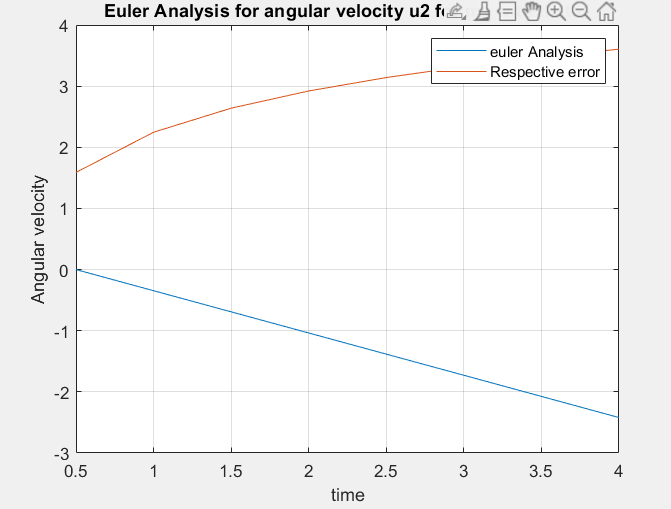 Euler Analysis for angular velocity u2
4
3
2
1
0
-1
-2
-3
Angular velocity
euler Analysis
Respective error
0.5 1 1.5 2 2.5 3 3.5 4
time